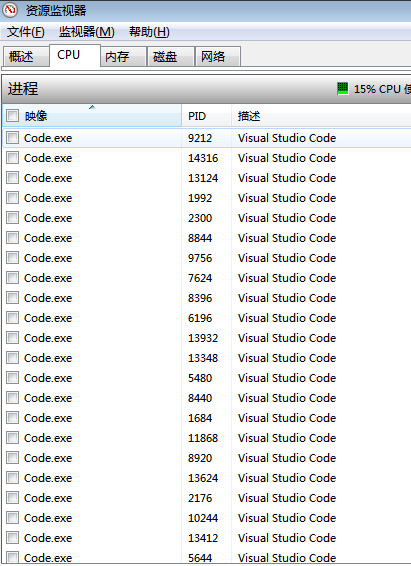 资源监视器
文件(F) 监视器(M) 帮助(H)
概述 CPU 内存 磁盘 网络
进程 15% CPU 使
映像 PID 描述
Code.exe 9212 Visual Studio Code
Code.exe 14316 Visual Studio Code
Code.exe 13124 Visual Studio Code
Code.exe 1992 Visual Studio Code
Code.exe 2300 Visual Studio Code
Code.exe 8844 Visual Studio Code
Code.exe 9756 Visual Studio Code
Code.exe 7624 Visual Studio Code
Code.exe 8396 Visual Studio Code
Code.exe 6196 Visual Studio Code
Code.exe 13932 Visual Studio Code
Code.exe 13348 Visual Studio Code
Code.exe 5480 Visual Studio Code
Code.exe 8440 Visual Studio Code
Code.exe 1684 Visual Studio Code
Code.exe 11868 Visual Studio Code
Code.exe 8920 Visual Studio Code
Code.exe 13624 Visual Studio Code
Code.exe 2176 Visual Studio Code
Code.exe 10244 Visual Studio Code
Code.exe 13412 Visual Studio Code
Code.exe 5644 Visual Studio Code